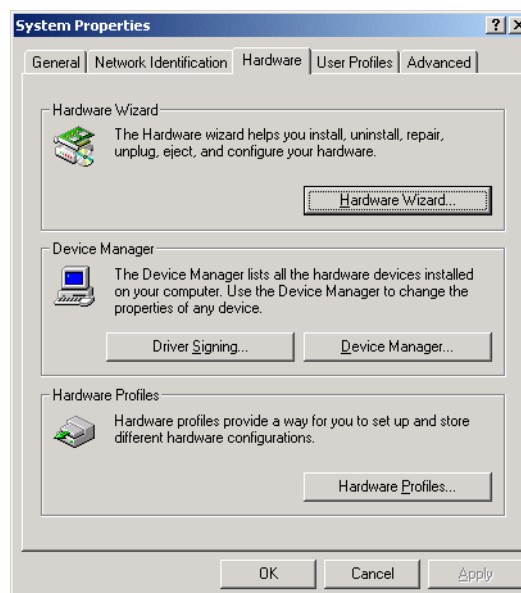 System Properties
General Network Identification Hardware User Profiles Advanced
Hardware Wizard
The Hardware wizard helps you install, uninstall, repair,
unplug, eject, and configure your hardware.
Hardware Wizard...
Device Manager
The Device Manager lists all the hardware devices installed
on your computer. Use the Device Manager to change the
properties of any device.
Driver Signing... Device Manager...
Hardware Profiles
Hardware profiles provide a way for you to set up and store
different hardware configurations.
Hardware Profiles...
OK Cancel Apply